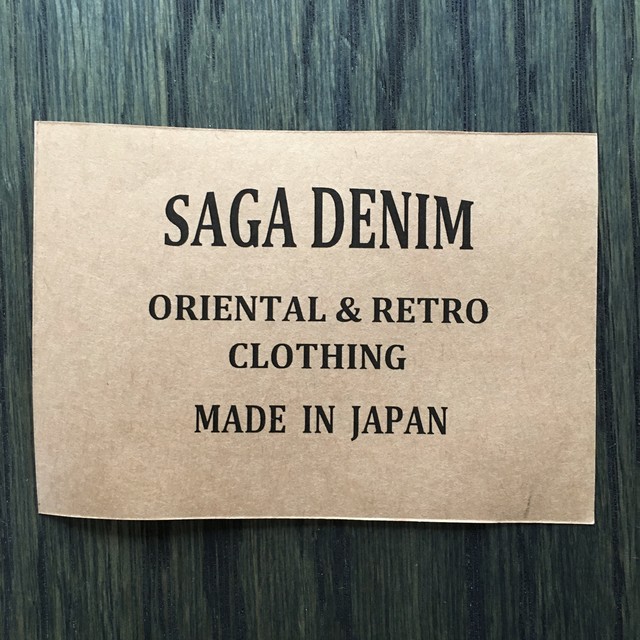 SAGA DENIM
ORIENTAL & RETRO
CLOTHING
MADE IN JAPAN